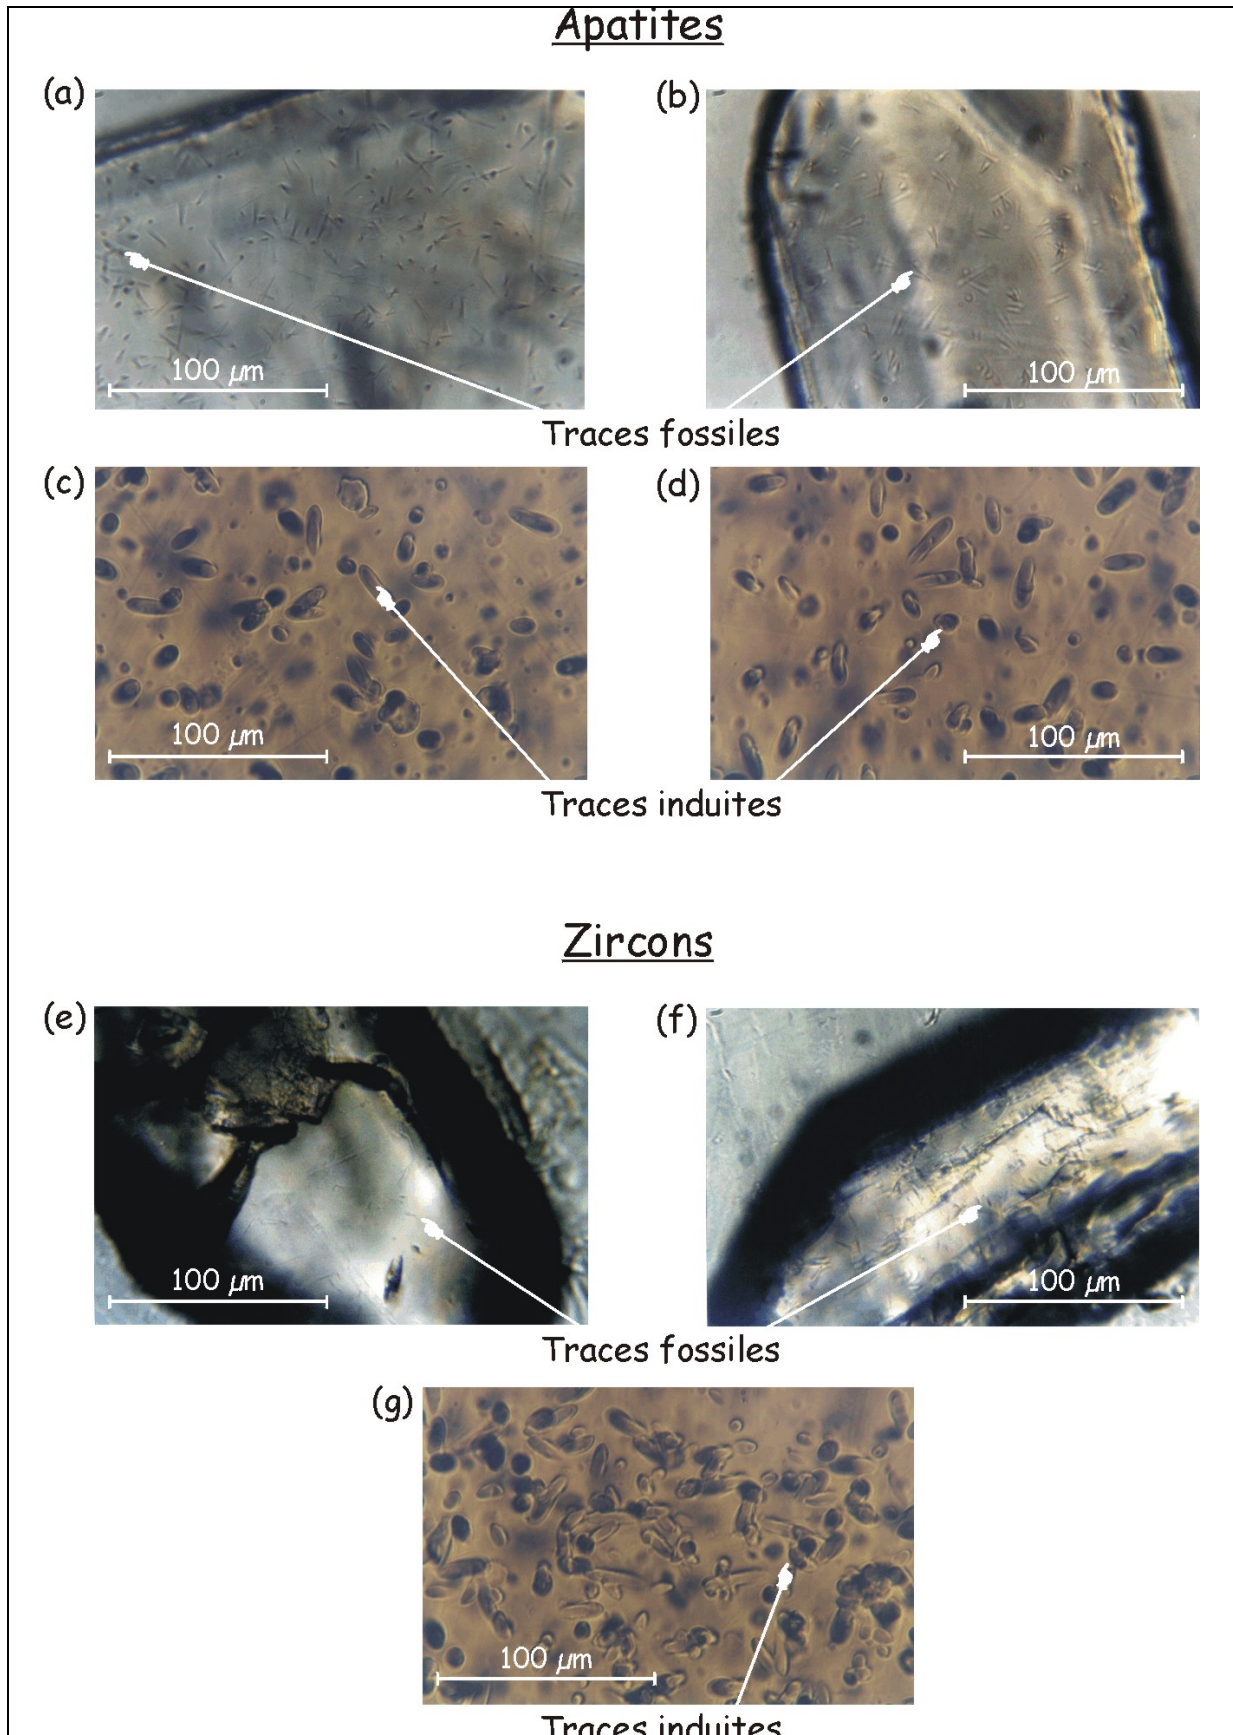 Apatites
(a)
(b)
100 µm
100 µm
Traces fossiles
(c)
(d)
100 µm
100 µm
Traces induites
Zircons
(e)
(f)
100 µm
100 µm
Traces fossiles
(g)
100 µm
Traces induites